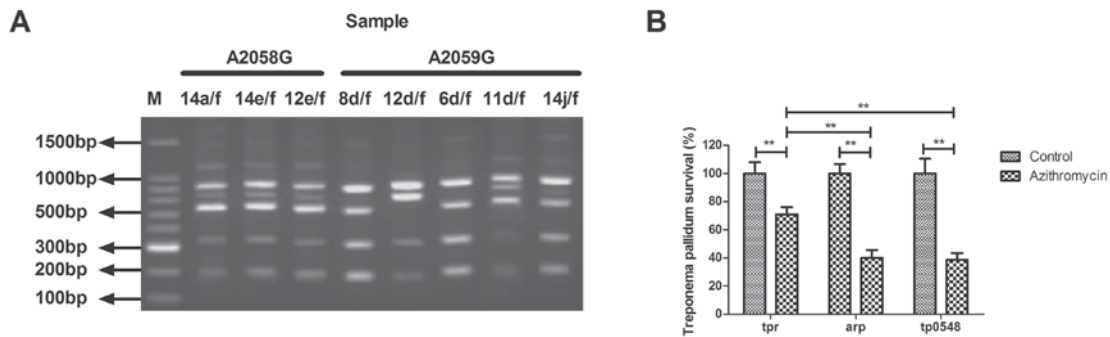 A
Sample
A2058G A2059G
M 14a/f 14e/f 12e/f 8d/f 12d/f 6d/f 11d/f 14j/f
1500bp
1000bp
500bp
300bp
200bp
100bp
B
Treponema pallidum survival (%)
120
100
80
60
40
20
0
**
**
** ** **
tpr arp tp0548
Control
Azithromycin